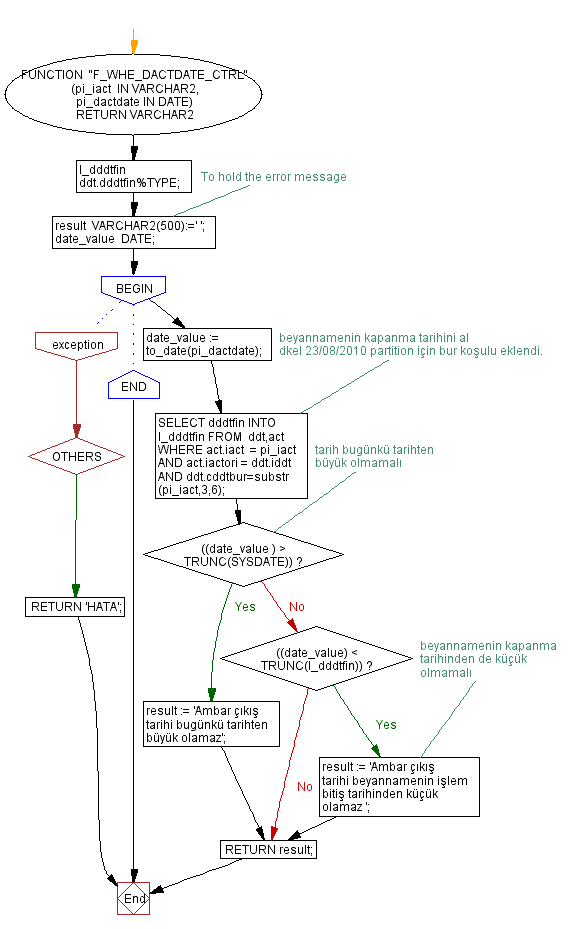 FUNCTION "F_WHE_DACTDATE_CTRL"
(pi_iact IN VARCHAR2,
pi_dactdate IN DATE)
RETURN VARCHAR2
l_dddtfin
ddt.dddtfin%TYPE;
To hold the error message
result VARCHAR2(500):=' ';
date_value DATE;
BEGIN
exception
date_value :=
to_date(pi_dactdate);
beyannamenin kapanma tarihini al
dkel 23/08/2010 partition için bur koşulu eklendi.
END
SELECT dddtfin INTO
l_dddtfin FROM ddt,act
WHERE act.iact = pi_iact
AND act.iactori = ddt.iddt
AND ddt.cddtbur=substr
(pi_iact,3,6);
OTHERS
tarih bugünkü tarihten
büyük olmamalı
((date_value ) >
TRUNC(SYSDATE)) ?
RETURN 'HATA';
Yes
No
((date_value) <
TRUNC(l_dddtfin)) ?
beyannamenin kapanma
tarihinden de küçük
olmamalı
result := 'Ambar çıkış
tarihi bugünkü tarihten
büyük olamaz';
Yes
No
result := 'Ambar çıkış
tarihi beyannamenin işlem
bitiş tarihinden küçük
olamaz ';
RETURN result;
End